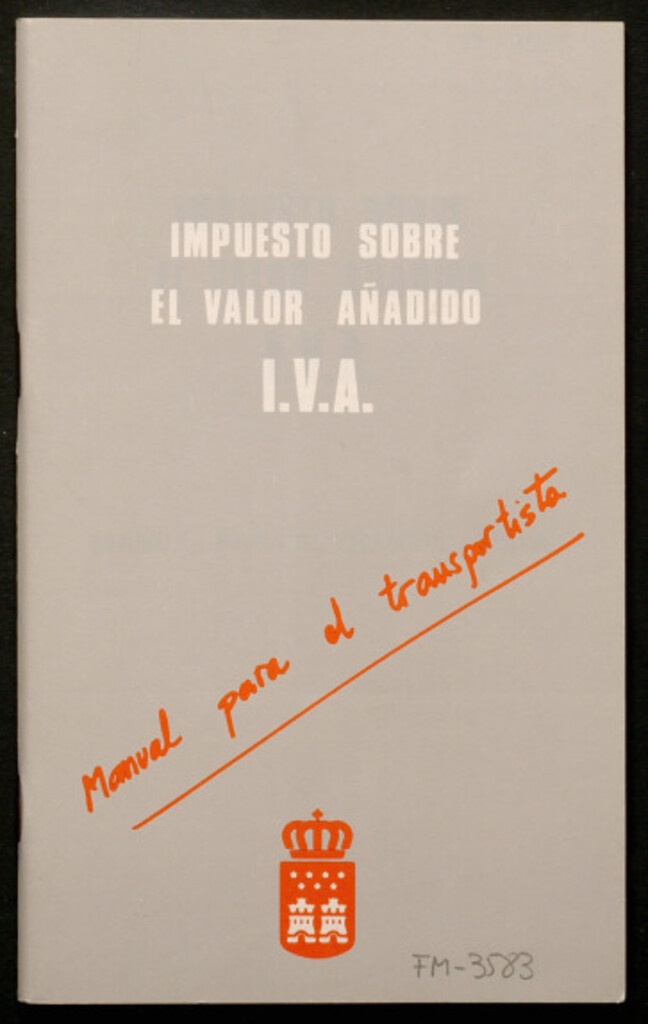 IMPUESTO SOBRE
EL VALOR AÑADIDO
I.V.A.
Manual para el transportista
FM-3583